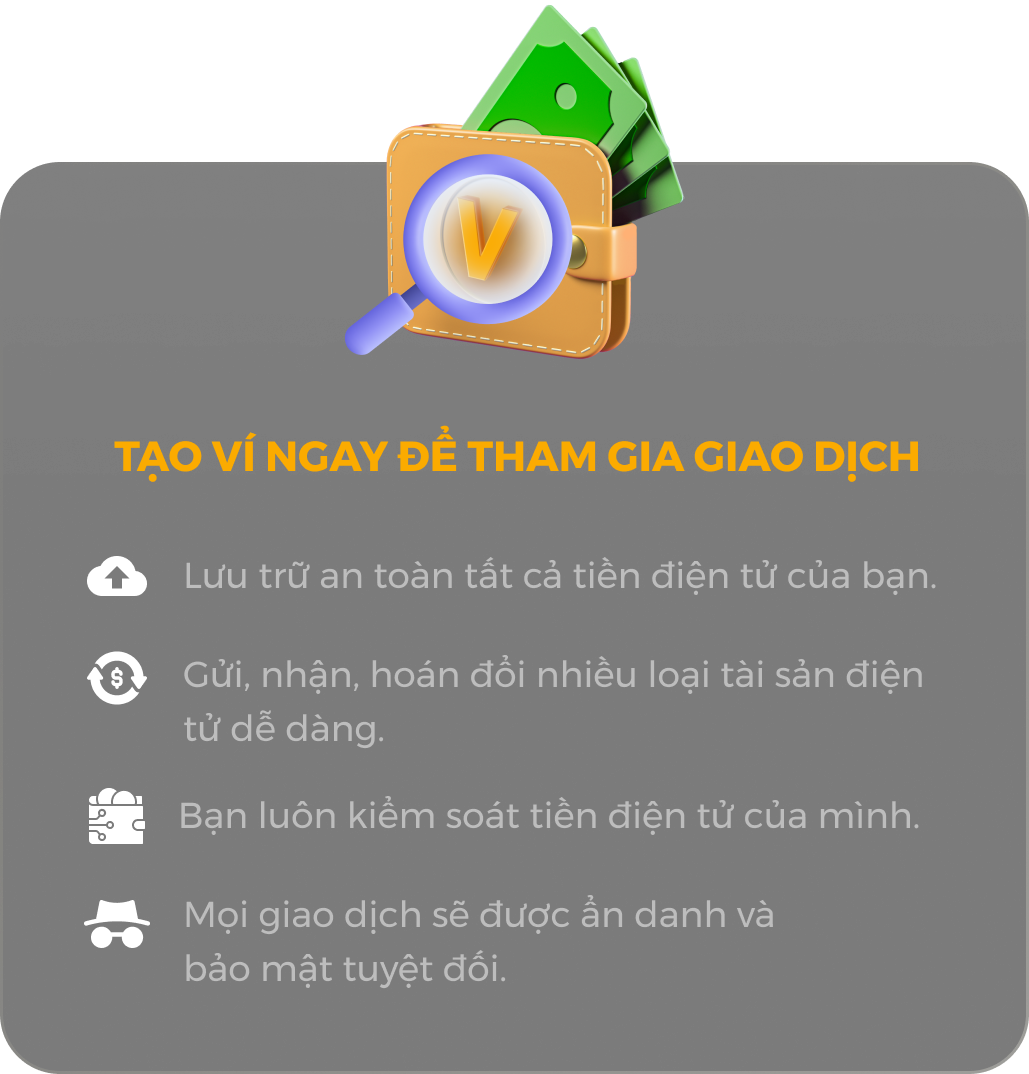 V
TẠO VÍ NGAY ĐỂ THAM GIA GIAO DỊCH
Lưu trữ an toàn tất cả tiền điện tử của bạn.
Gửi, nhận, hoán đổi nhiều loại tài sản điện
tử dễ dàng.
Bạn luôn kiểm soát tiền điện tử của mình.
Mọi giao dịch sẽ được ẩn danh và
bảo mật tuyệt đối.